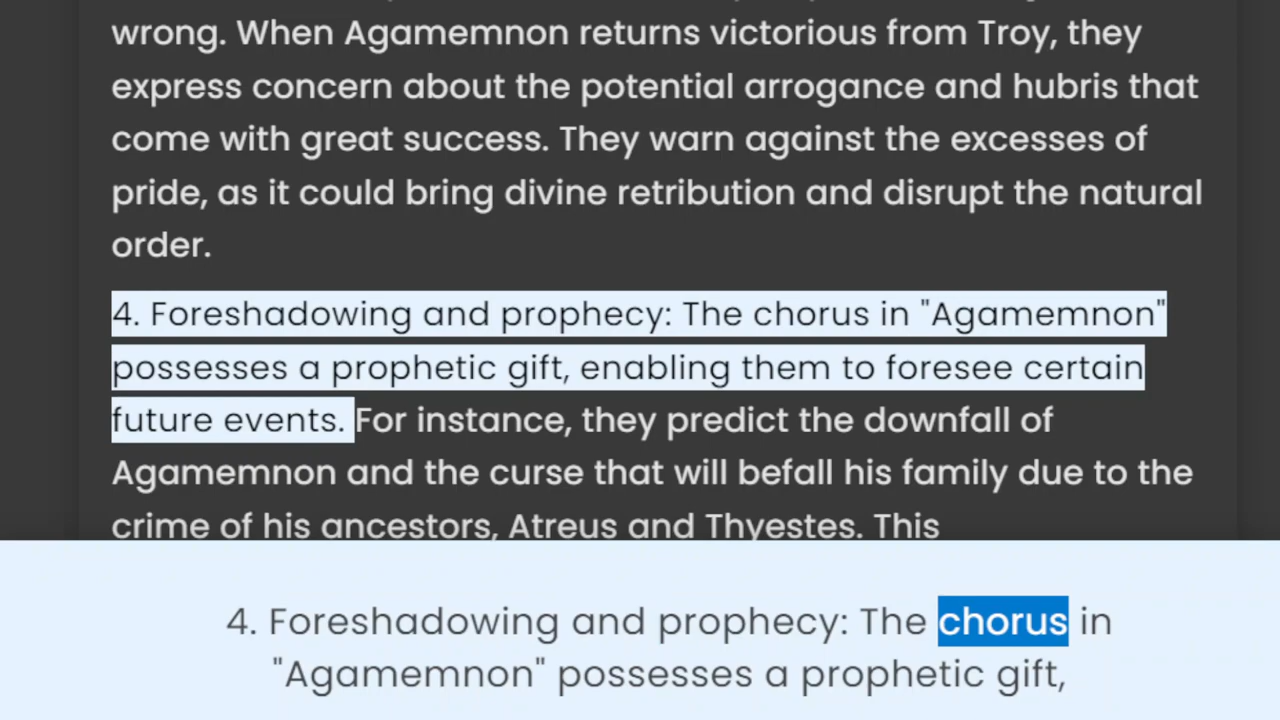 wrong. When Agamemnon returns victorious from Troy, they
express concern about the potential arrogance and hubris that
come with great success. They warn against the excesses of
pride, as it could bring divine retribution and disrupt the natural
order.
4. Foreshadowing and prophecy: The chorus in "Agamemnon"
possesses a prophetic gift, enabling them to foresee certain
future events. For instance, they predict the downfall of
Agamemnon and the curse that will befall his family due to the
crime of his ancestors, Atreus and Thyestes. This
4. Foreshadowing and prophecy: The chorus in
"Agamemnon" possesses a prophetic gift,